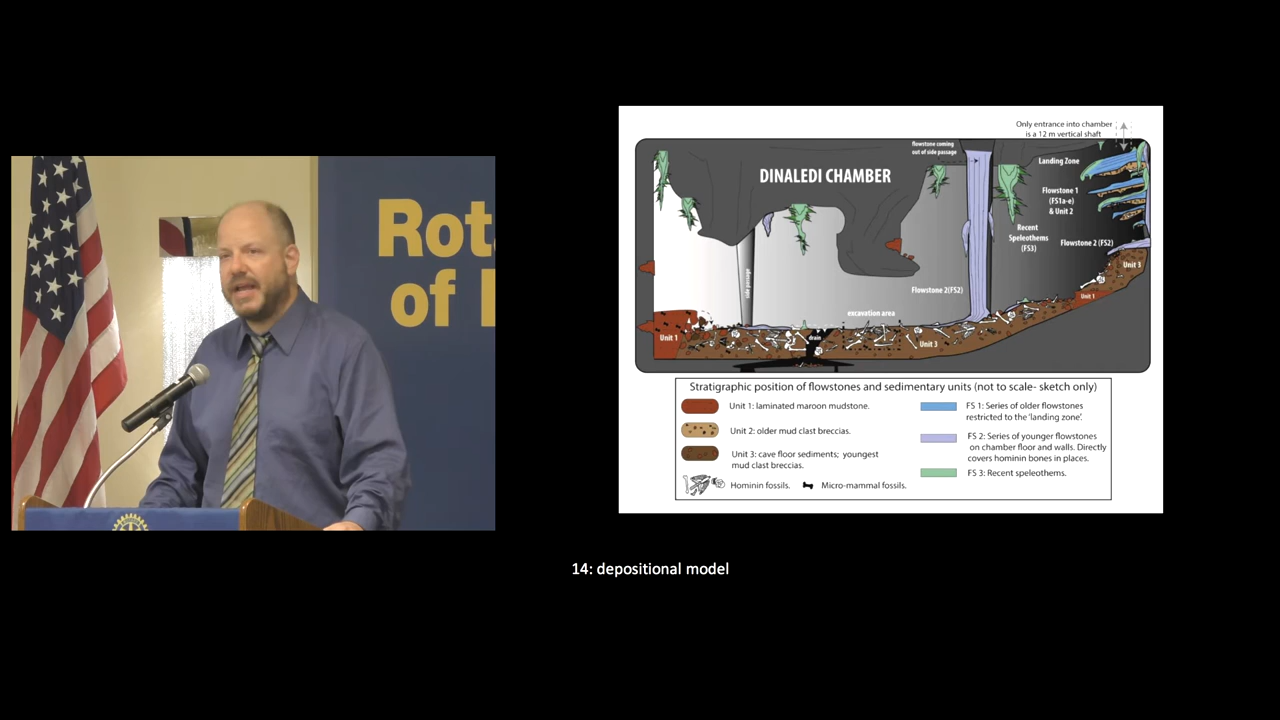 Rot
of
Only entrance into chamber
is a 12 m vertical shaft
flowstone coming
out of side passage
DINALEDI CHAMBER
Landing Zone
Flowstone 1
(FS1a-e)
& Unit 2
Recent
Speleothems
(FS3)
Flowstone 2 (FS2)
Unit 3
side passage
Flowstone 2(FS2)
Unit 1
excavation area
Unit 1
drain
Unit 3
Stratigraphic position of flowstones and sedimentary units (not to scale- sketch only)
Unit 1: laminated maroon mudstone.
Unit 2: older mud clast breccias.
Unit 3: cave floor sediments; youngest
mud clast breccias.
Hominin fossils.
Micro-mammal fossils.
FS 1: Series of older flowstones
restricted to the 'landing zone'.
FS 2: Series of younger flowstones
on chamber floor and walls. Directly
covers hominin bones in places.
FS 3: Recent speleothems.
14: depositional model